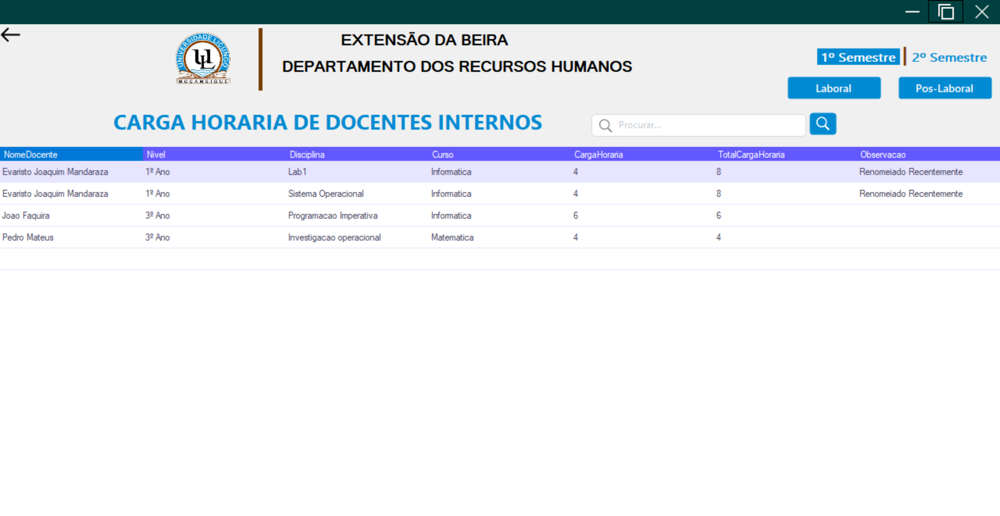 UNIVERSIDADE LICUNGO
UL
MOÇAMBIQUE
EXTENSÃO DA BEIRA
DEPARTAMENTO DOS RECURSOS HUMANOS
1º Semestre 2º Semestre
Laboral Pos-Laboral
CARGA HORARIA DE DOCENTES INTERNOS Procurar...
NomeDocente Nivel Disciplina Curso CargaHoraria TotalCargaHoraria Observacao
Evaristo Joaquim Mandaraza 1º Ano Lab1 Informatica 4 8 Renomeiado Recentemente
Evaristo Joaquim Mandaraza 1º Ano Sistema Operacional Informatica 4 8 Renomeiado Recentemente
Joao Faquira 3º Ano Programacao Imperativa Informatica 6 6
Pedro Mateus 3º Ano Investigacao operacional Matematica 4 4